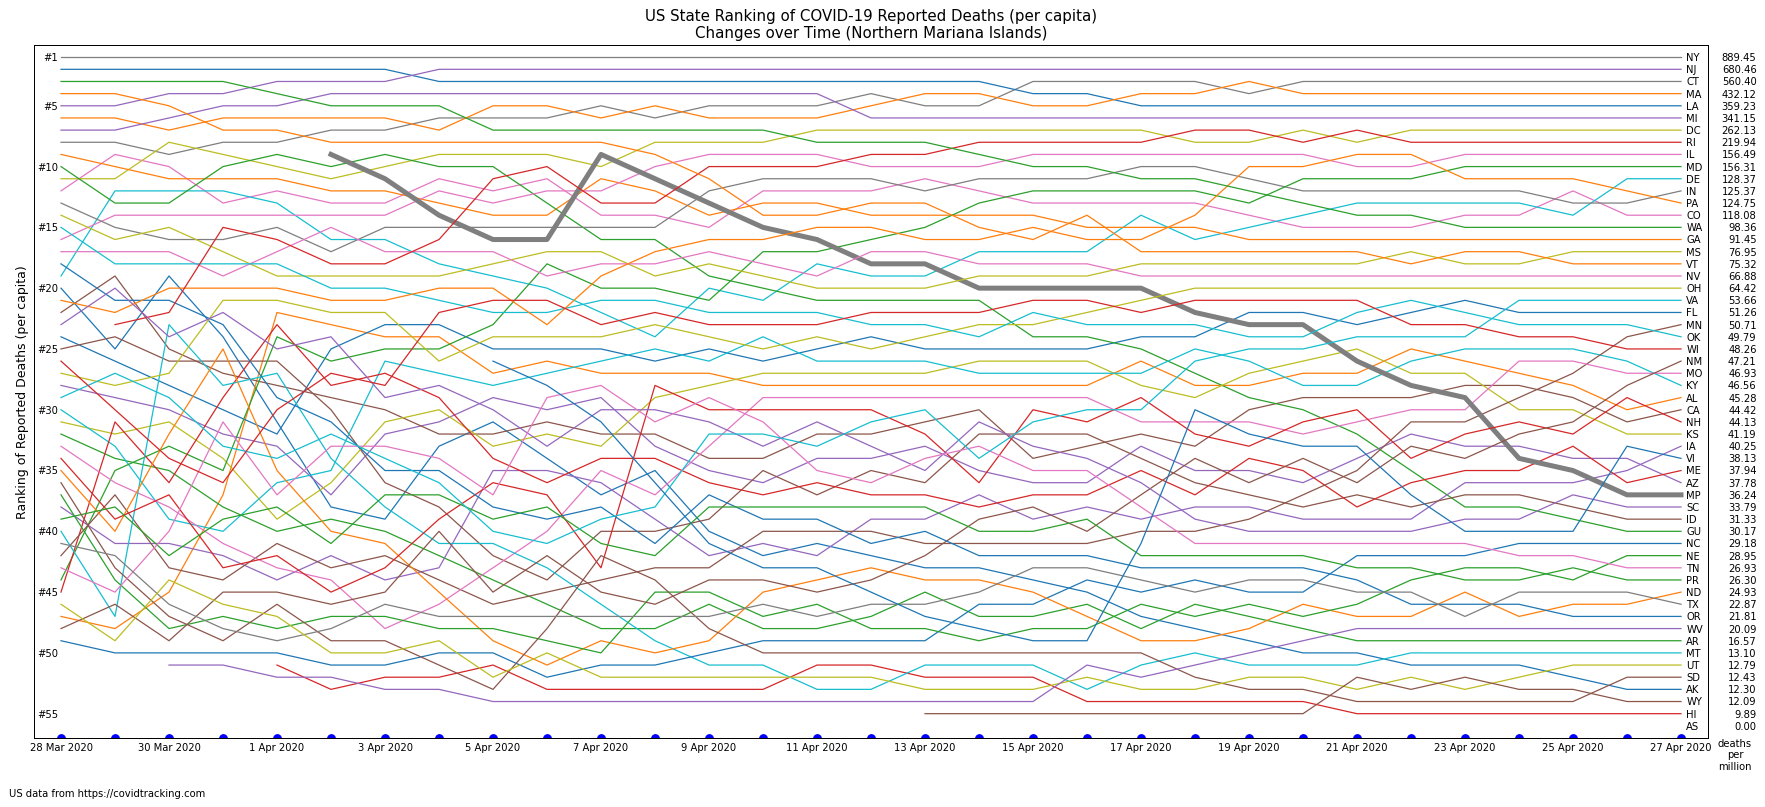 US State Ranking of COVID-19 Reported Deaths (per capita)
Changes over Time (Northern Mariana Islands)
Ranking of Reported Deaths (per capita)
#1
#5
#10
#15
#20
#25
#30
#35
#40
#45
#50
#55
NY 889.45
NJ 680.46
CT 560.40
MA 432.12
LA 359.23
MI 341.15
DC 262.13
RI 219.94
IL 156.49
MD 156.31
DE 128.37
IN 125.37
PA 124.75
CO 118.08
WA 98.36
GA 91.45
MS 76.95
VT 75.32
NV 66.88
OH 64.42
VA 53.66
FL 51.26
MN 50.71
OK 49.79
WI 48.26
NM 47.21
MO 46.93
KY 46.56
AL 45.28
CA 44.42
NH 44.13
KS 41.19
IA 40.25
VI 38.13
ME 37.94
AZ 37.78
MP 36.24
SC 33.79
ID 31.33
GU 30.17
NC 29.18
NE 28.95
TN 26.93
PR 26.30
ND 24.93
TX 22.87
OR 21.81
WV 20.09
AR 16.57
MT 13.10
UT 12.79
SD 12.43
AK 12.30
WY 12.09
HI 9.89
AS 0.00
28 Mar 2020 30 Mar 2020 1 Apr 2020 3 Apr 2020 5 Apr 2020 7 Apr 2020 9 Apr 2020 11 Apr 2020 13 Apr 2020 15 Apr 2020 17 Apr 2020 19 Apr 2020 21 Apr 2020 23 Apr 2020 25 Apr 2020 27 Apr 2020
deaths
per
million
US data from https://covidtracking.com